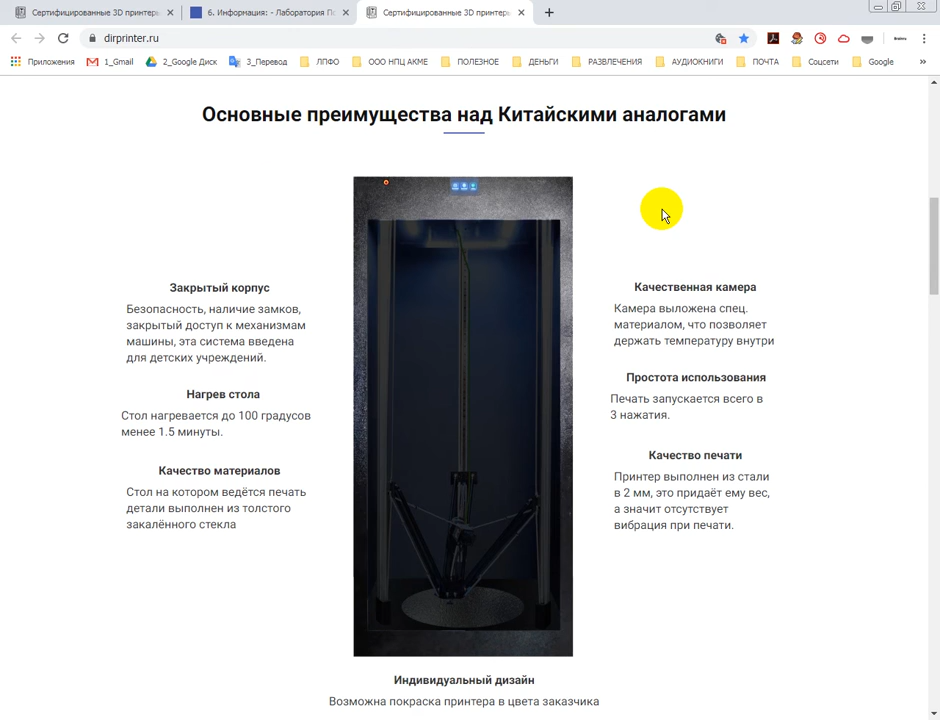 Сертифицированные 3D принтеры
6. Информация: - Лаборатория По
Сертифицированные 3D принтеры
dirprinter.ru
Приложения
1_Gmail
2_Google Диск
3_Перевод
ЛПФО
ООО НПЦ АКМЕ
ПОЛЕЗНОЕ
ДЕНЬГИ
РАЗВЛЕЧЕНИЯ
АУДИОКНИГИ
ПОЧТА
Соцсети
Google
Основные преимущества над Китайскими аналогами
Закрытый корпус
Безопасность, наличие замков,
закрытый доступ к механизмам
машины, эта система введена
для детских учреждений.
Нагрев стола
Стол нагревается до 100 градусов
менее 1.5 минуты.
Качество материалов
Стол на котором ведётся печать
детали выполнен из толстого
закалённого стекла
Качественная камера
Камера выложена спец.
материалом, что позволяет
держать температуру внутри
Простота использования
Печать запускается всего в
3 нажатия.
Качество печати
Принтер выполнен из стали
в 2 мм, это придаёт ему вес,
а значит отсутствует
вибрация при печати.
Индивидуальный дизайн
Возможна покраска принтера в цвета заказчика